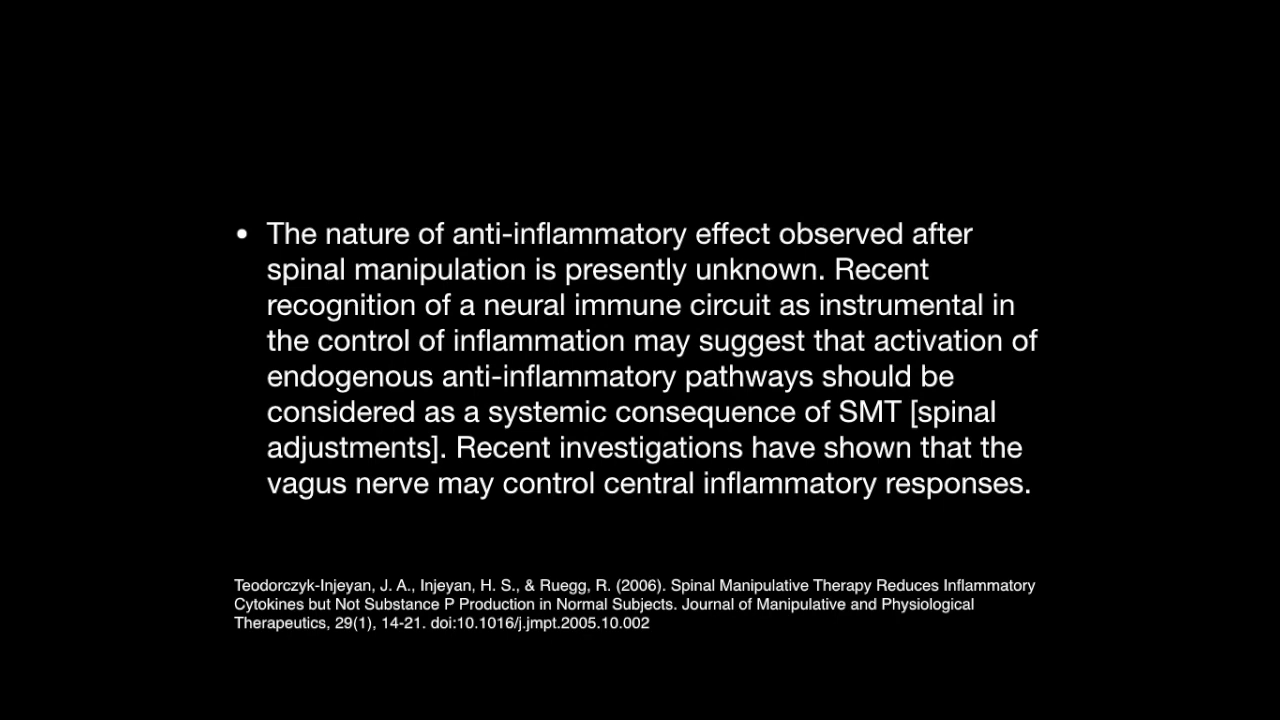 • The nature of anti-inflammatory effect observed after
spinal manipulation is presently unknown. Recent
recognition of a neural immune circuit as instrumental in
the control of inflammation may suggest that activation of
endogenous anti-inflammatory pathways should be
considered as a systemic consequence of SMT [spinal
adjustments]. Recent investigations have shown that the
vagus nerve may control central inflammatory responses.
Teodorczyk-Injeyan, J. A., Injeyan, H. S., & Ruegg, R. (2006). Spinal Manipulative Therapy Reduces Inflammatory
Cytokines but Not Substance P Production in Normal Subjects. Journal of Manipulative and Physiological
Therapeutics, 29(1), 14-21. doi:10.1016/j.jmpt.2005.10.002